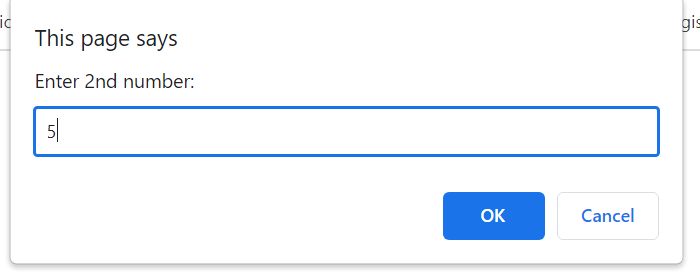 This page says
Enter 2nd number:
5
OK
Cancel